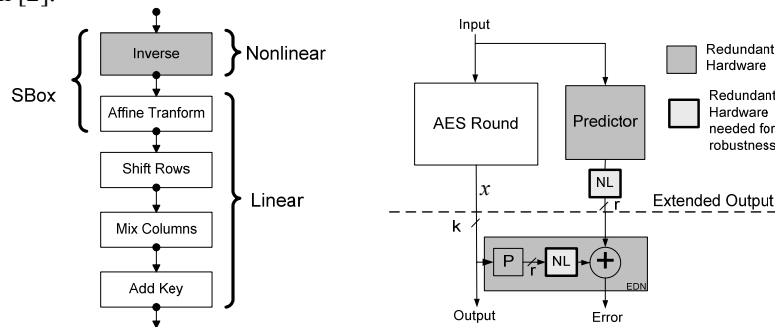 n [2].
Inverse
Nonlinear
SBox
Affine Tranform
Shift Rows
Linear
Mix Columns
Add Key
Input
AES Round
Predictor
Redundant
Hardware
Redundant
Hardware
needed for
robustness
NL
x
r
Extended Output
k
P
r
NL
+
EDN
Output
Error